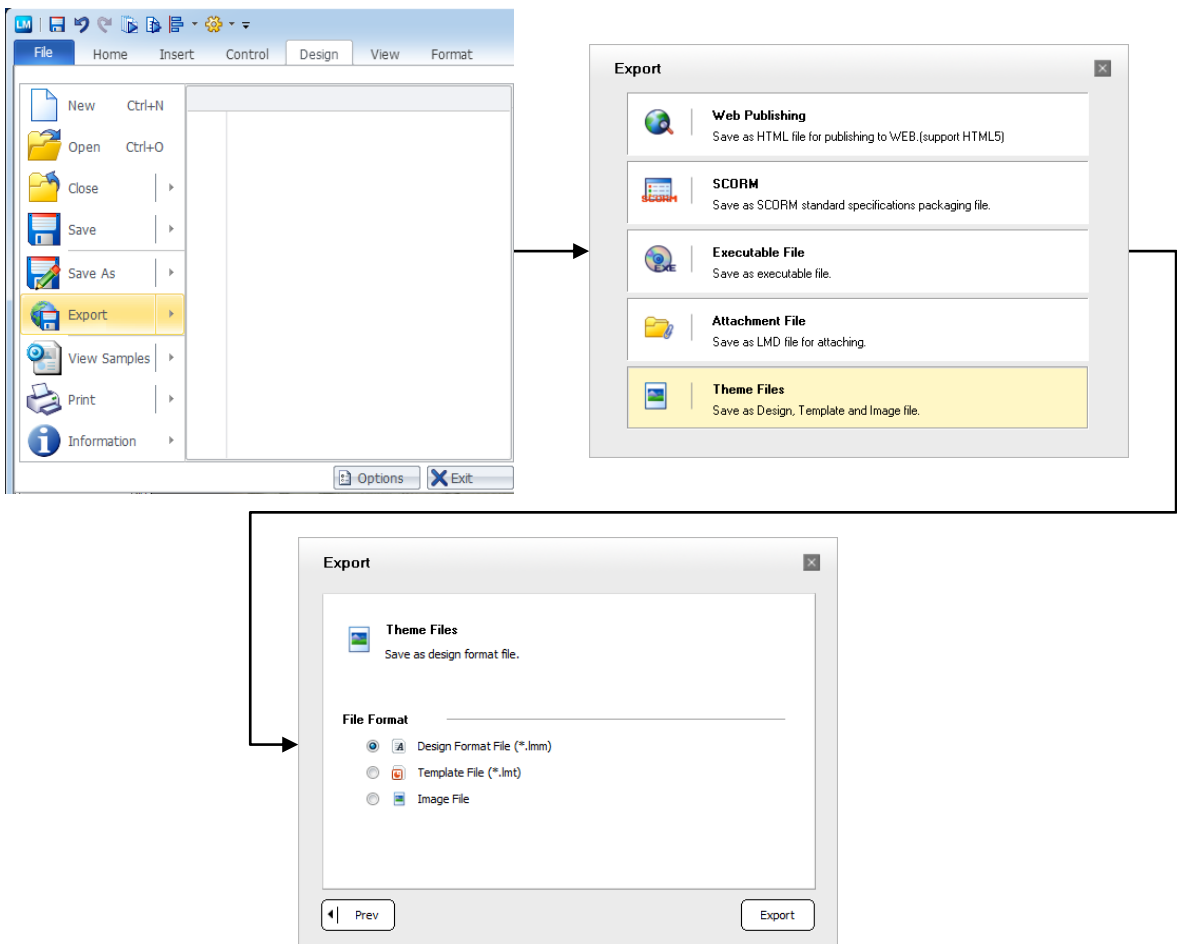 LM
File Home Insert Control Design View Format
New Ctrl+N
Open Ctrl+O
Close
Save
Save As
Export
View Samples
Print
Information
Options Exit
Export
Web Publishing
Save as HTML file for publishing to WEB.(support HTML5)
SCORM
SCORM
Save as SCORM standard specifications packaging file.
Executable File
EXE
Save as executable file.
Attachment File
Save as LMD file for attaching.
Theme Files
Save as Design, Template and Image file.
Export
Theme Files
Save as design format file.
File Format
A Design Format File (*.lmm)
Template File (*.lmt)
Image File
Prev Export